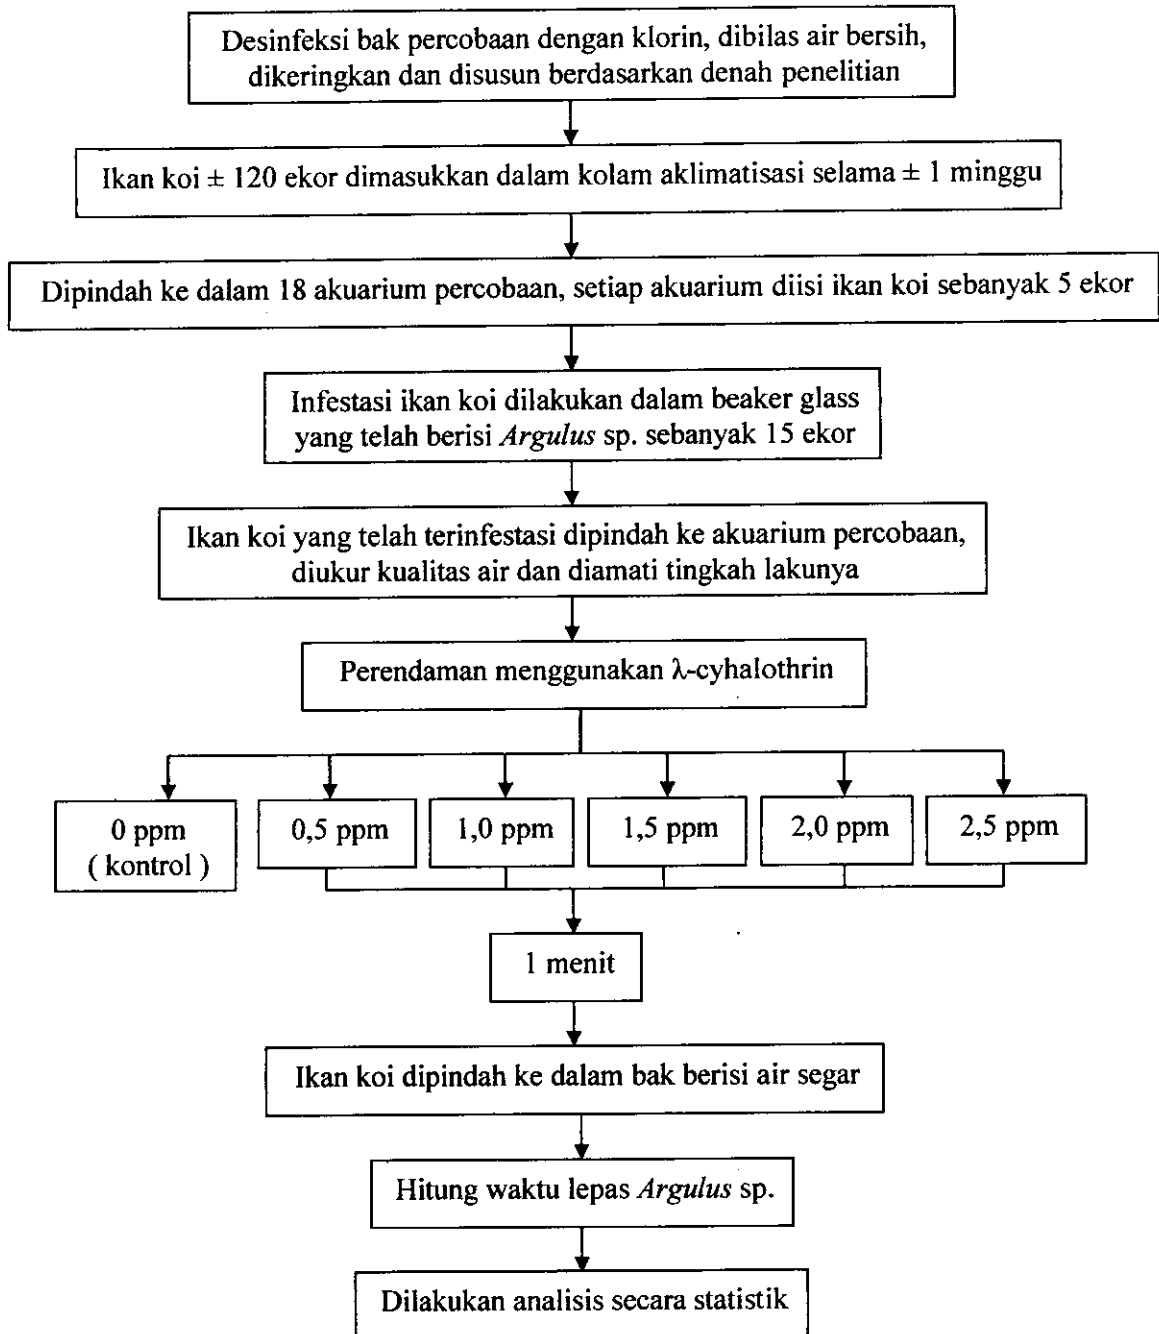 Desinfeksi bak percobaan dengan klorin, dibilas air bersih,
dikeringkan dan disusun berdasarkan denah penelitian
Ikan koi ± 120 ekor dimasukkan dalam kolam aklimatisasi selama ± 1 minggu
Dipindah ke dalam 18 akuarium percobaan, setiap akuarium diisi ikan koi sebanyak 5 ekor
Infestasi ikan koi dilakukan dalam beaker glass
yang telah berisi Argulus sp. sebanyak 15 ekor
Ikan koi yang telah terinfestasi dipindah ke akuarium percobaan,
diukur kualitas air dan diamati tingkah lakunya
Perendaman menggunakan λ-cyhalothrin
0 ppm
( kontrol )
0,5 ppm
1,0 ppm
1,5 ppm
2,0 ppm
2,5 ppm
1 menit
Ikan koi dipindah ke dalam bak berisi air segar
Hitung waktu lepas Argulus sp.
Dilakukan analisis secara statistik